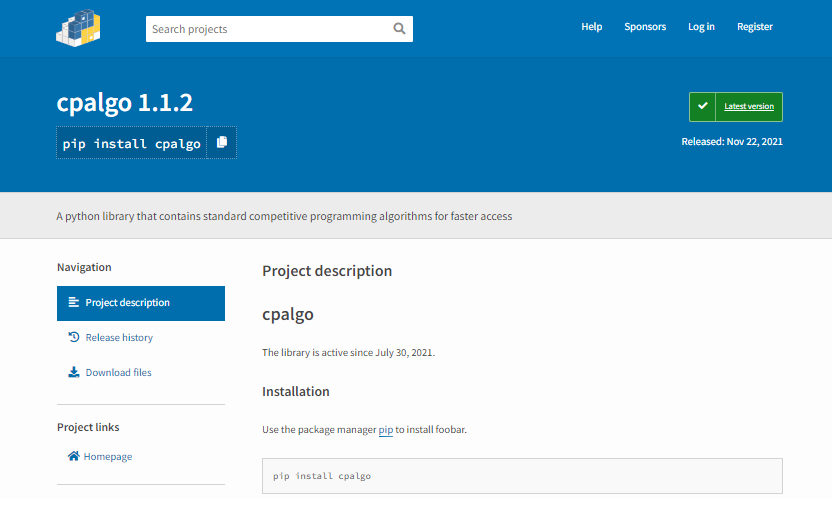 Search projects
Help
Sponsors
Log in
Register
cpalgo 1.1.2
Latest version
pip install cpalgo
Released: Nov 22, 2021
A python library that contains standard competitive programming algorithms for faster access
Navigation
Project description
Release history
Download files
Project links
Homepage
Project description
cpalgo
The library is active since July 30, 2021.
Installation
Use the package manager pip to install foobar.
pip install cpalgo